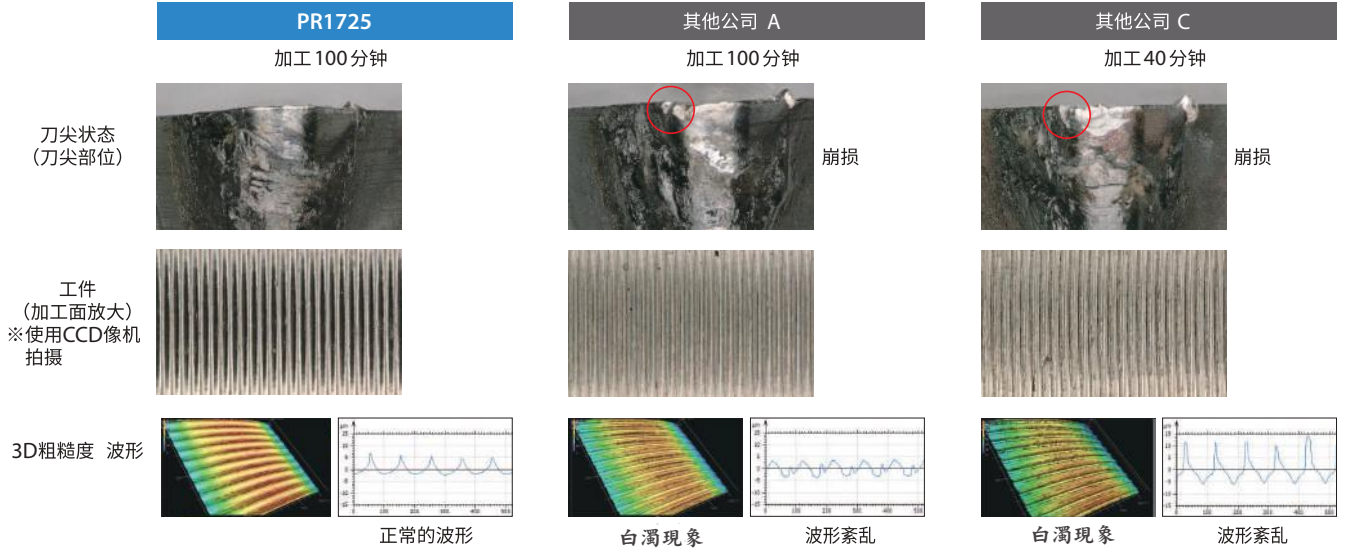 PR1725
其他公司 A
其他公司 C
加工100分钟
加工100分钟
加工40分钟
刀尖状态
（刀尖部位）
崩损
崩损
工件
（加工面放大）
※使用CCD像机
拍摄
3D粗糙度 波形
正常的波形
白濁現象
波形紊乱
白濁現象
波形紊乱